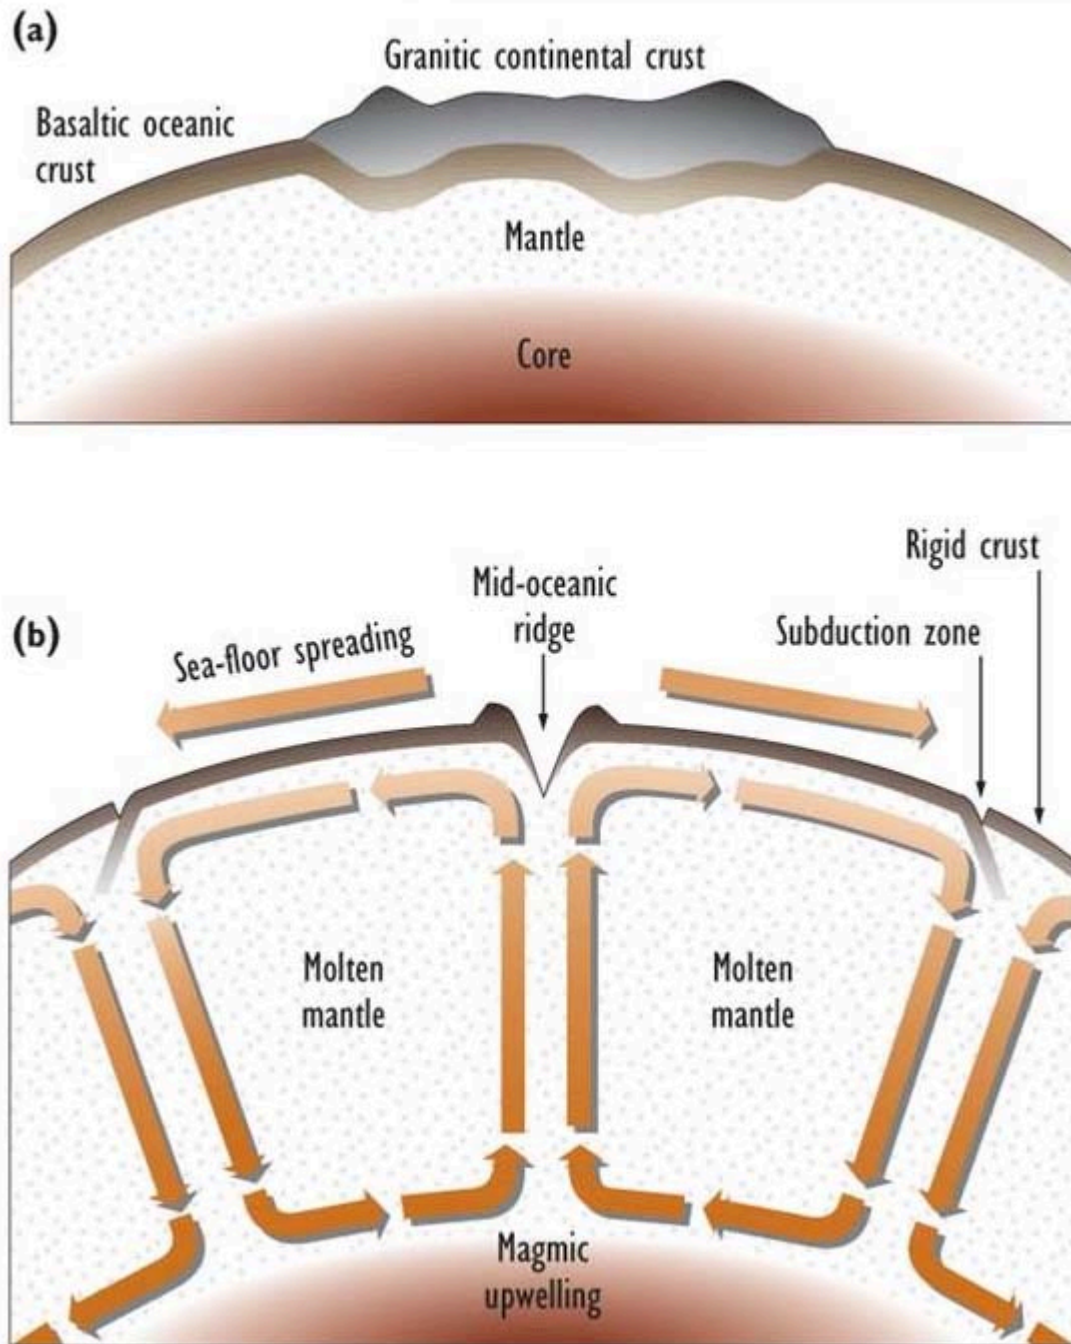 (a)
Granitic continental crust
Basaltic oceanic
crust
Mantle
Core
Rigid crust
Mid-oceanic
ridge
(b)
Sea-floor spreading
Subduction zone
Molten
mantle
Molten
mantle
Magmic
upwelling